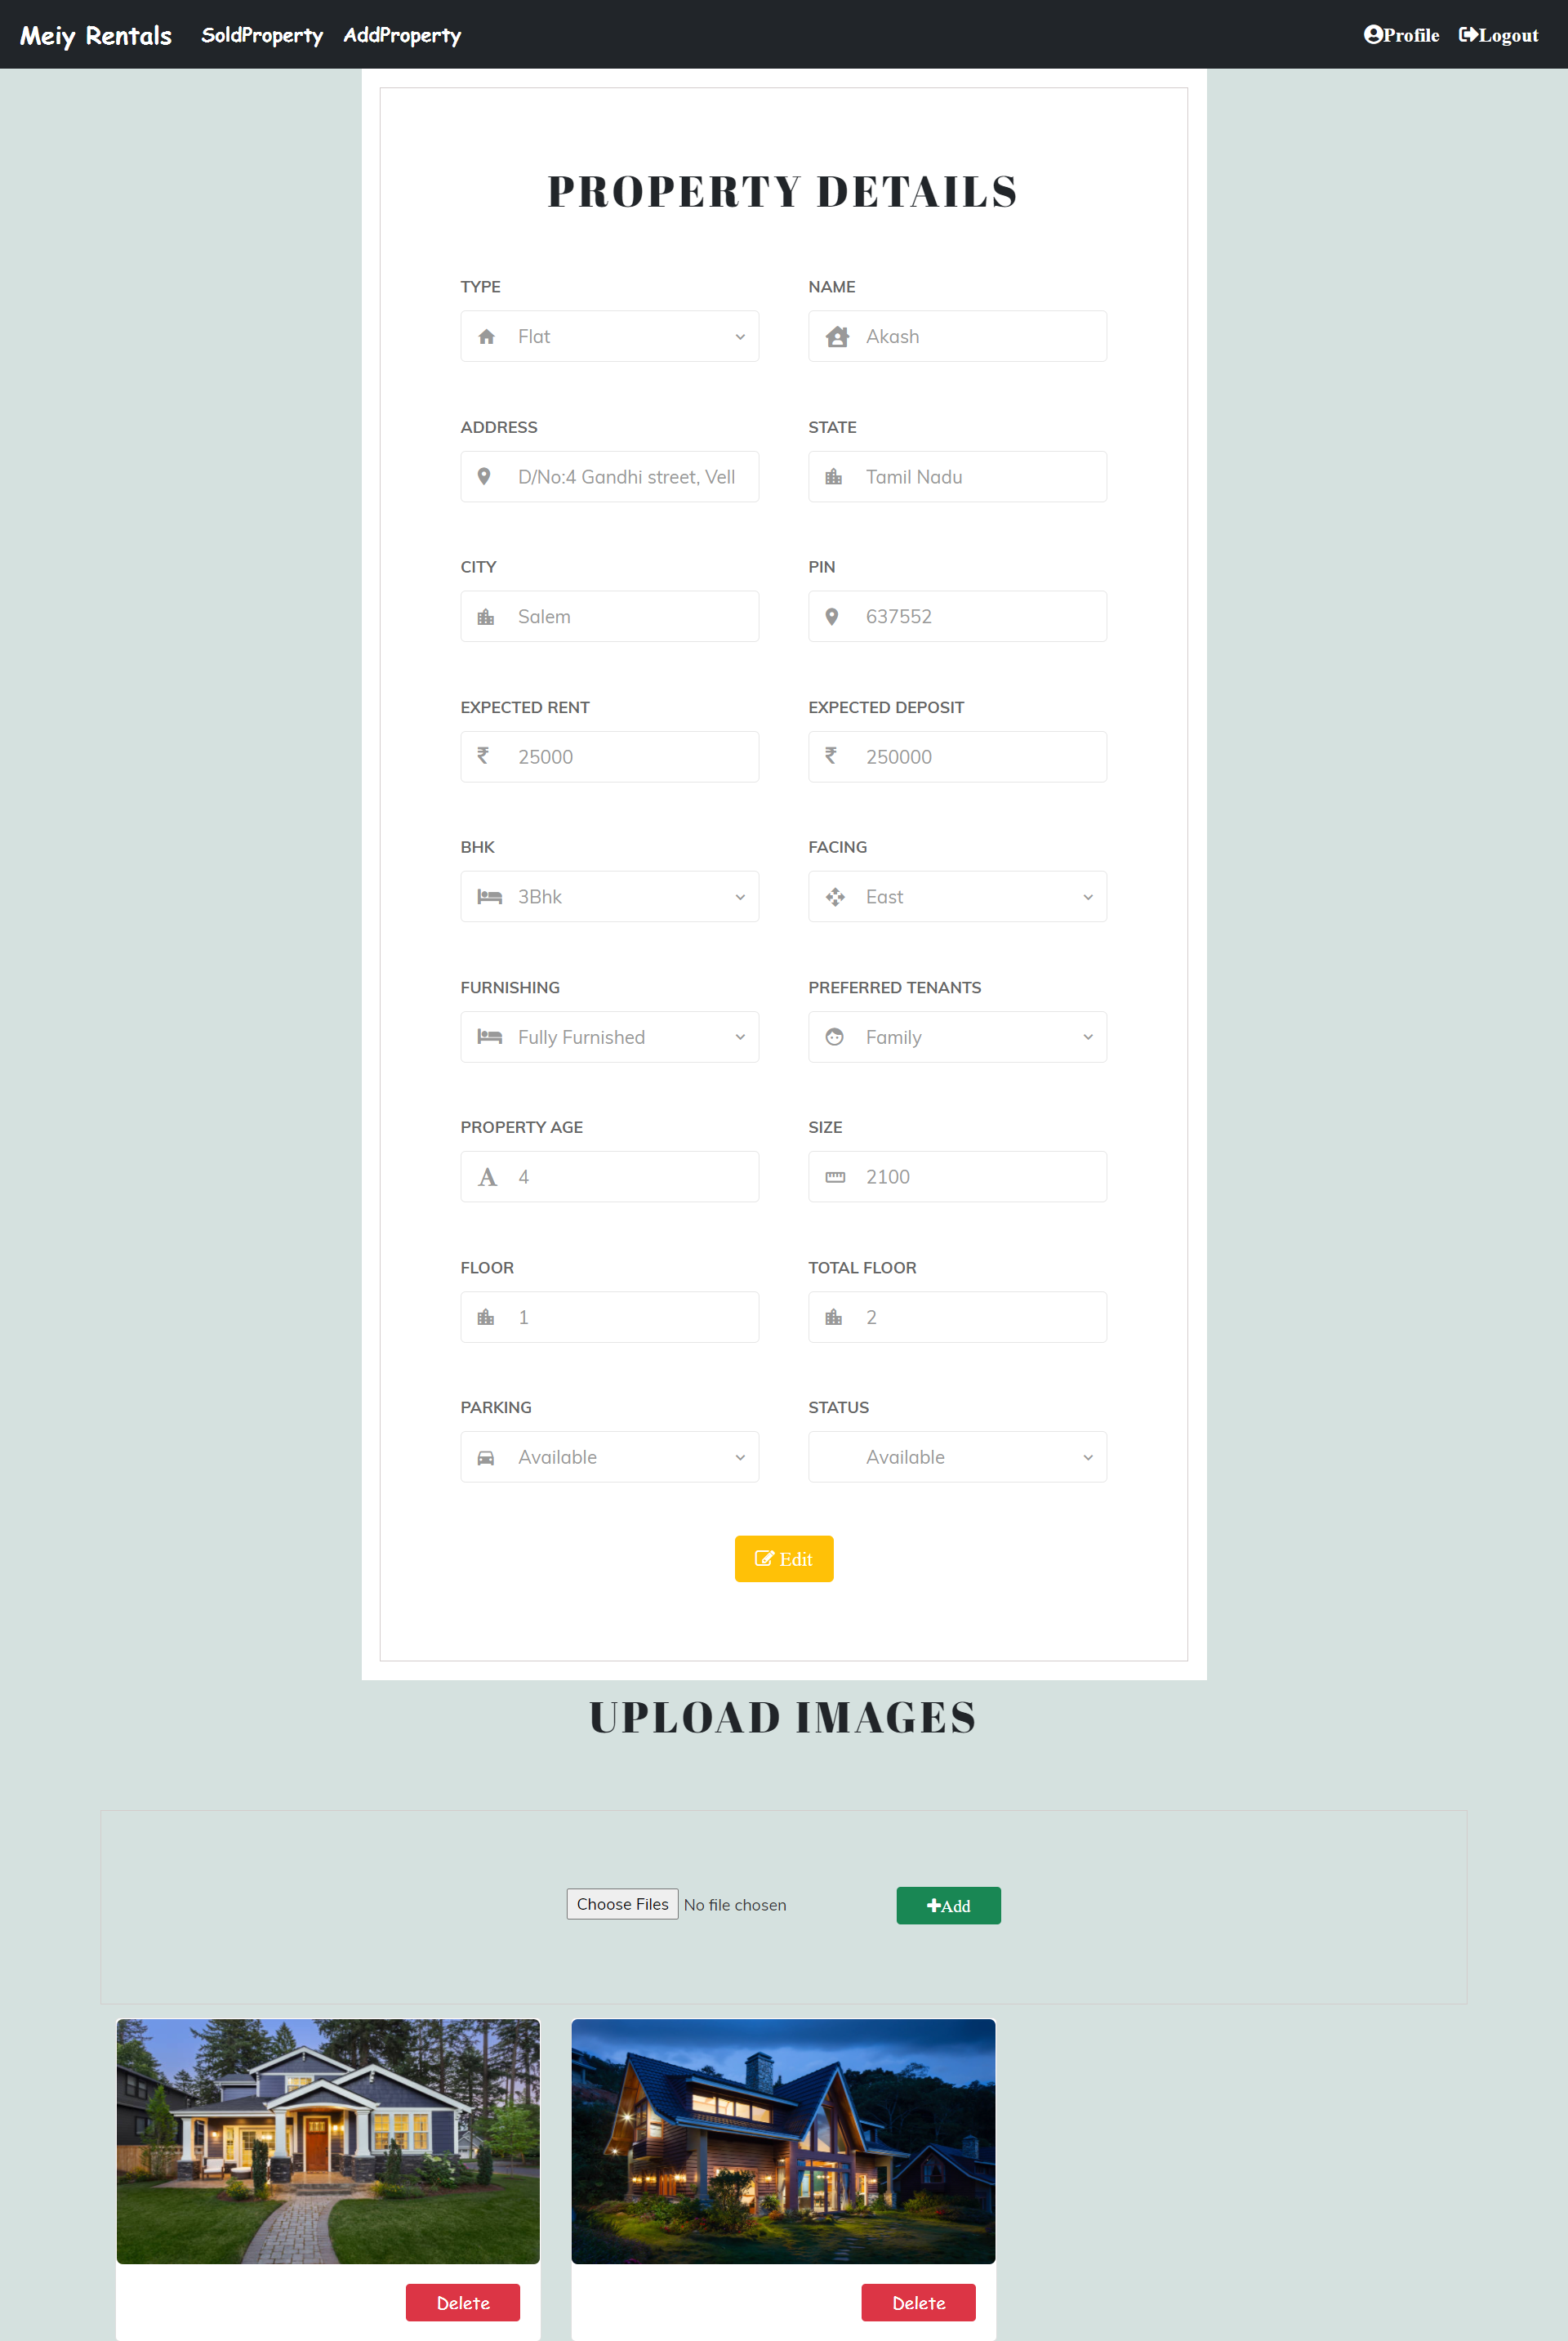 Meiy Rentals SoldProperty AddProperty Profile Logout
PROPERTY DETAILS
TYPE NAME
Flat Akash
ADDRESS STATE
D/No:4 Gandhi street, Vell Tamil Nadu
CITY PIN
Salem 637552
EXPECTED RENT EXPECTED DEPOSIT
₹ 25000 ₹ 250000
BHK FACING
3Bhk East
FURNISHING PREFERRED TENANTS
Fully Furnished Family
PROPERTY AGE SIZE
A 4 2100
FLOOR TOTAL FLOOR
1 2
PARKING STATUS
Available Available
Edit
UPLOAD IMAGES
Choose Files No file chosen Add
Delete Delete